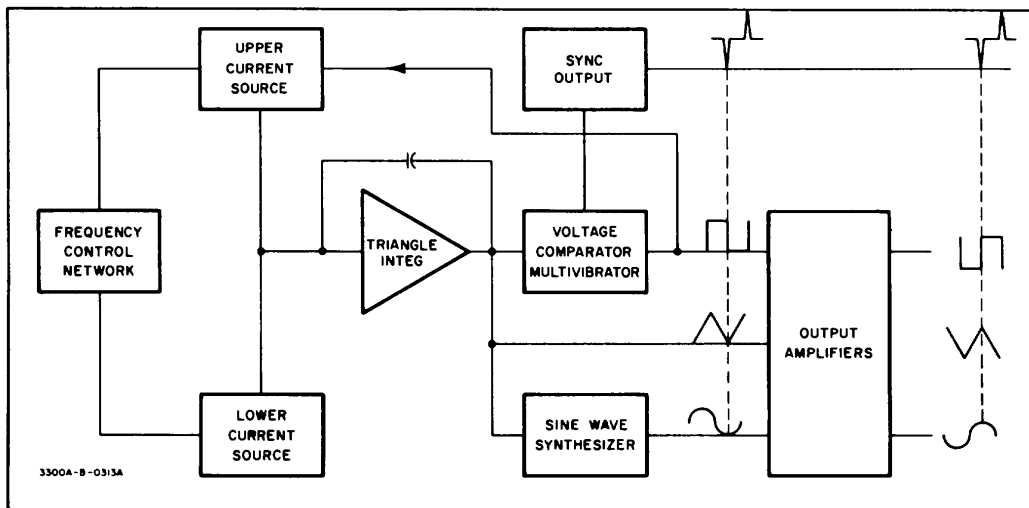 UPPER
CURRENT
SOURCE
SYNC
OUTPUT
FREQUENCY
CONTROL
NETWORK
TRIANGLE
INTEG
VOLTAGE
COMPARATOR
MULTIVIBRATOR
OUTPUT
AMPLIFIERS
LOWER
CURRENT
SOURCE
SINE WAVE
SYNTHESIZER
3300A-B-0313A